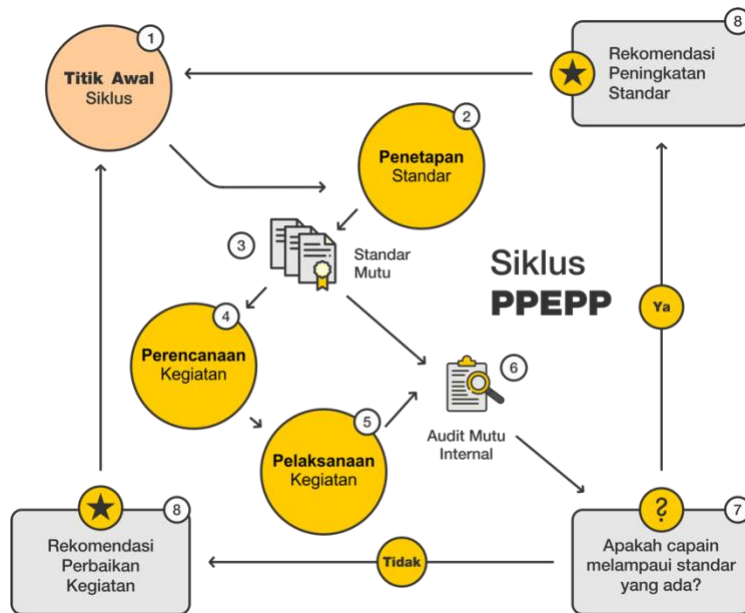 1
Titik Awal
Siklus
8
Rekomendasi
Peningkatan
Standar
2
Penetapan
Standar
3
Standar
Mutu
Siklus
PPEPP
Ya
4
Perencanaan
Kegiatan
6
Audit Mutu
Internal
5
Pelaksanaan
Kegiatan
8
Rekomendasi
Perbaikan
Kegiatan
Tidak
?
7
Apakah capain
melampaui standar
yang ada?